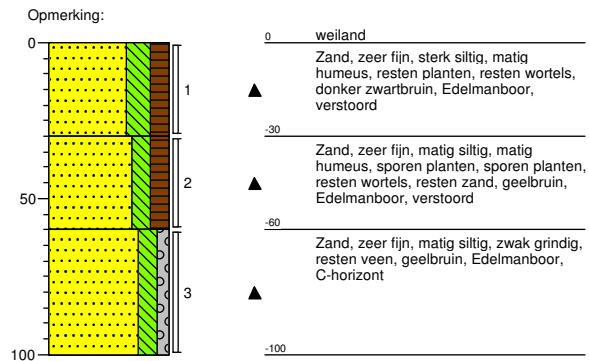 Opmerking:
0
0 weiland
Zand, zeer fijn, sterk siltig, matig
humeus, resten planten, resten wortels,
donker zwartbruin, Edelmanboor,
verstoord
1
-30
Zand, zeer fijn, matig siltig, matig
humeus, sporen planten, sporen planten,
resten wortels, resten zand, geelbruin,
Edelmanboor, verstoord
2
50
-60
Zand, zeer fijn, matig siltig, zwak grindig,
resten veen, geelbruin, Edelmanboor,
C-horizont
3
100
-100